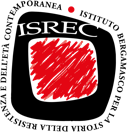 ISTITUTO BERGAMASCO PER LA STORIA DELLA RESISTENZA E DELL'ETÀ CONTEMPORANEA
ISREC